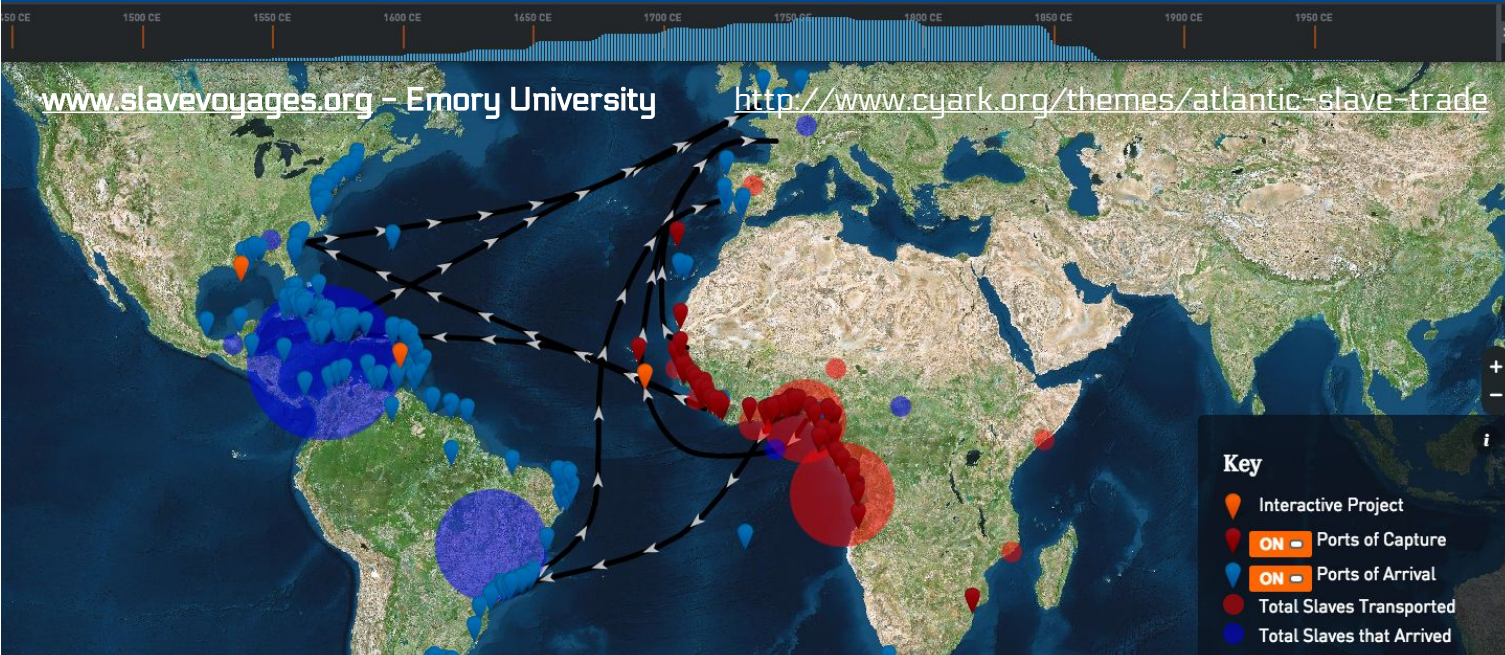 450 CE 1500 CE 1550 CE 1600 CE 1650 CE 1700 CE 1750 CE 1800 CE 1850 CE 1900 CE 1950 CE
www.slavevoyages.org - Emory University http://www.cyark.org/themes/atlantic-slave-trade
+
-
i
Key
Interactive Project
ON Ports of Capture
ON Ports of Arrival
Total Slaves Transported
Total Slaves that Arrived